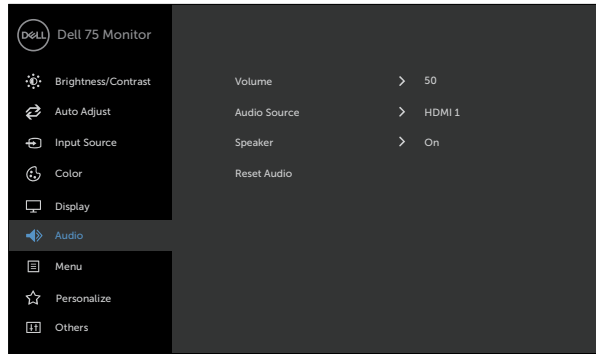 DELL Dell 75 Monitor
Brightness/Contrast
Auto Adjust
Input Source
Color
Display
Audio
Menu
Personalize
Others
Volume 50
Audio Source HDMI 1
Speaker On
Reset Audio